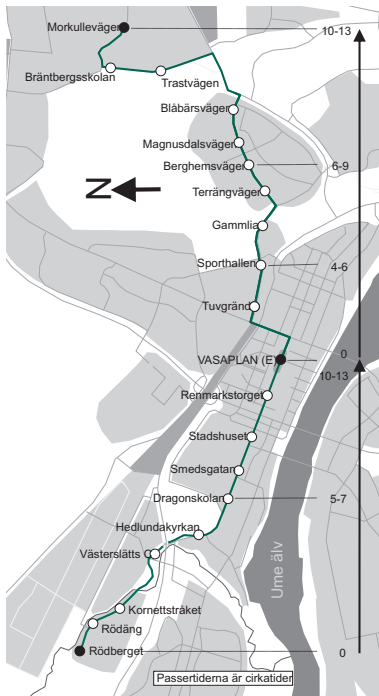 Morkullevägen 10-13
Bräntbergsskolan
Trastvägen
Blåbärsvägen
Magnusdalsvägen
Berghemsvägen 6-9
Terrängvägen
N
Gammlia
Sporthallen 4-6
Tuvgränd
0
VASAPLAN (E)
10-13
Renmarkstorget
Stadshuset
Smedsgatan
Dragonskolan 5-7
Hedlundakyrkan
Västerslätts
Ume älv
Kornettstråket
Rödäng
Rödberget 0
Passertiderna är cirkatider